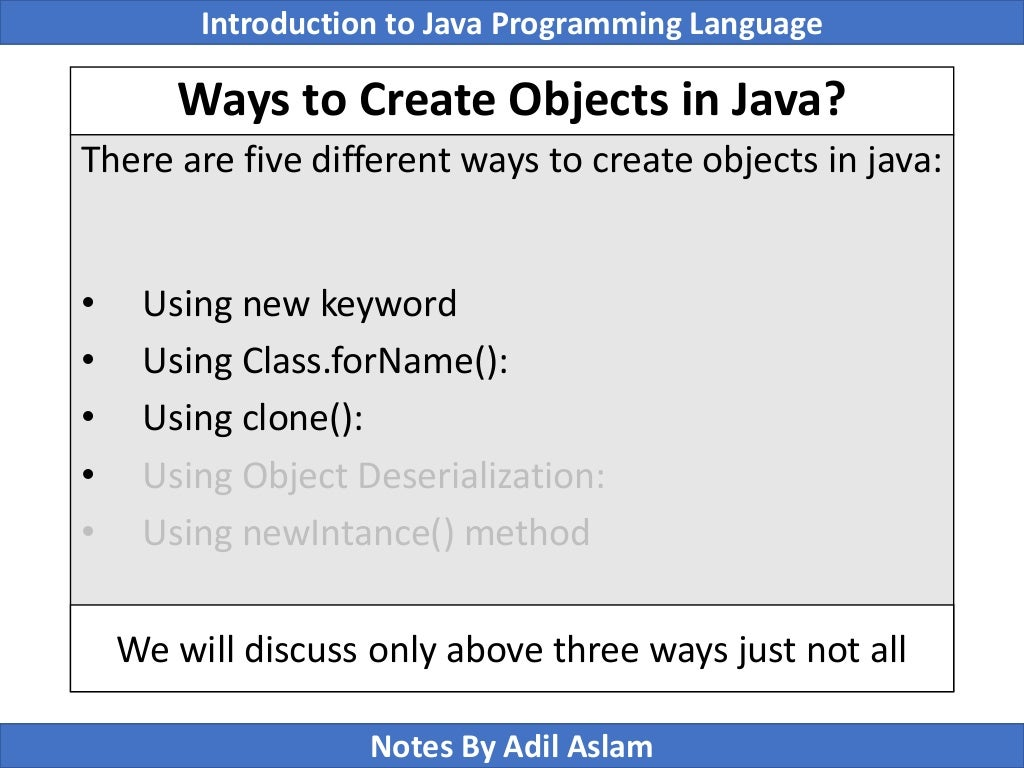 Introduction to Java Programming Language
Ways to Create Objects in Java?
There are five different ways to create objects in java:
• Using new keyword
• Using Class.forName():
• Using clone():
• Using Object Deserialization:
• Using newIntance() method
We will discuss only above three ways just not all
Notes By Adil Aslam